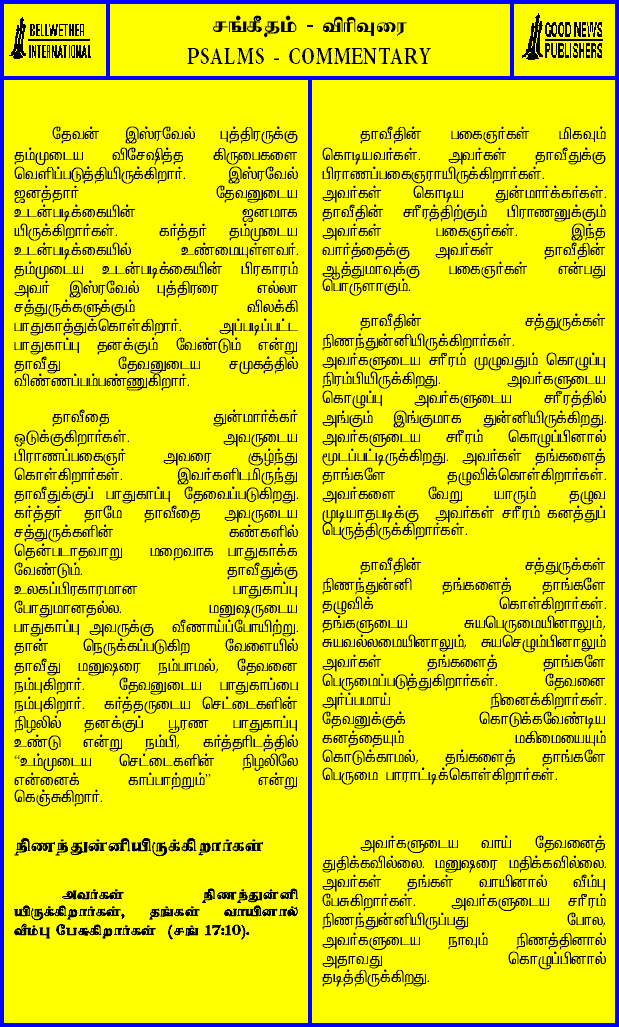 BELLWETHER
INTERNATIONAL
சங்கீதம் - விரிவுரை
PSALMS - COMMENTARY
GOOD NEWS
PUBLISHERS
தேவன் இஸ்ரவேல் புத்திரருக்கு
தம்முடைய விசேஷித்த கிருபைகளை
வெளிப்படுத்தியிருக்கிறார். இஸ்ரவேல்
ஜனத்தார் தேவனுடைய
உடன்படிக்கையின் ஜனமாக
யிருக்கிறார்கள். கர்த்தர் தம்முடைய
உடன்படிக்கையில் உண்மையுள்ளவர்.
தம்முடைய உடன்படிக்கையின் பிரகாரம்
அவர் இஸ்ரவேல் புத்திரரை எல்லா
சத்துருக்களுக்கும் விலக்கி
பாதுகாத்துக்கொள்கிறார். அப்படிப்பட்ட
பாதுகாப்பு தனக்கும் வேண்டும் என்று
தாவீது தேவனுடைய சமுகத்தில்
விண்ணப்பம்பண்ணுகிறார்.
தாவீதை துன்மார்க்கர்
ஒடுக்குகிறார்கள். அவருடைய
பிராணப்பகைஞர் அவரை சூழ்ந்து
கொள்கிறார்கள். இவர்களிடமிருந்து
தாவீதுக்குப் பாதுகாப்பு தேவைப்படுகிறது.
கர்த்தர் தாமே தாவீதை அவருடைய
சத்துருக்களின் கண்களில்
தென்படாதவாறு மறைவாக பாதுகாக்க
வேண்டும். தாவீதுக்கு
உலகப்பிரகாரமான பாதுகாப்பு
போதுமானதல்ல. மனுஷருடைய
பாதுகாப்பு அவருக்கு வீணாய்ப்போயிற்று.
தான் நெருக்கப்படுகிற வேளையில்
தாவீது மனுஷரை நம்பாமல், தேவனை
நம்புகிறார். தேவனுடைய பாதுகாப்பை
நம்புகிறார். கர்த்தருடைய செட்டைகளின்
நிழலில் தனக்குப் பூரண பாதுகாப்பு
உண்டு என்று நம்பி, கர்த்தரிடத்தில்
“உம்முடைய செட்டைகளின் நிழலிலே
என்னைக் காப்பாற்றும்” என்று
கெஞ்சுகிறார்.
நிணந்துன்னியிருக்கிறார்கள்
அவர்கள் நிணந்துன்னி
யிருக்கிறார்கள், தங்கள் வாயினால்
வீம்பு பேசுகிறார்கள் (சங் 17:10).
தாவீதின் பகைஞர்கள் மிகவும்
கொடியவர்கள். அவர்கள் தாவீதுக்கு
பிராணப்பகைஞராயிருக்கிறார்கள்.
அவர்கள் கொடிய துன்மார்க்கர்கள்.
தாவீதின் சரீரத்திற்கும் பிராணனுக்கும்
அவர்கள் பகைஞர்கள். இந்த
வார்த்தைக்கு அவர்கள் தாவீதின்
ஆத்துமாவுக்கு பகைஞர்கள் என்பது
பொருளாகும்.
தாவீதின் சத்துருக்கள்
நிணந்துன்னியிருக்கிறார்கள்.
அவர்களுடைய சரீரம் முழுவதும் கொழுப்பு
நிரம்பியிருக்கிறது. அவர்களுடைய
கொழுப்பு அவர்களுடைய சரீரத்தில்
அங்கும் இங்குமாக துன்னியிருக்கிறது.
அவர்களுடைய சரீரம் கொழுப்பினால்
மூடப்பட்டிருக்கிறது. அவர்கள் தங்களைத்
தாங்களே தழுவிக்கொள்கிறார்கள்.
அவர்களை வேறு யாரும் தழுவ
முடியாதபடிக்கு அவர்கள் சரீரம் கனத்துப்
பெருத்திருக்கிறார்கள்.
தாவீதின் சத்துருக்கள்
நிணந்துன்னி தங்களைத் தாங்களே
தழுவிக் கொள்கிறார்கள்.
தங்களுடைய சுயபெருமையினாலும்,
சுயவல்லமையினாலும், சுயசெழும்பினாலும்
அவர்கள் தங்களைத் தாங்களே
பெருமைப்படுத்துகிறார்கள். தேவனை
அர்ப்பமாய் நினைக்கிறார்கள்.
தேவனுக்குக் கொடுக்கவேண்டிய
கனத்தையும் மகிமையையும்
கொடுக்காமல், தங்களைத் தாங்களே
பெருமை பாராட்டிக்கொள்கிறார்கள்.
அவர்களுடைய வாய் தேவனைத்
துதிக்கவில்லை. மனுஷரை மதிக்கவில்லை.
அவர்கள் தங்கள் வாயினால் வீம்பு
பேசுகிறார்கள். அவர்களுடைய சரீரம்
நிணந்துன்னியிருப்பது போல,
அவர்களுடைய நாவும் நிணத்தினால்
அதாவது கொழுப்பினால்
தடித்திருக்கிறது.